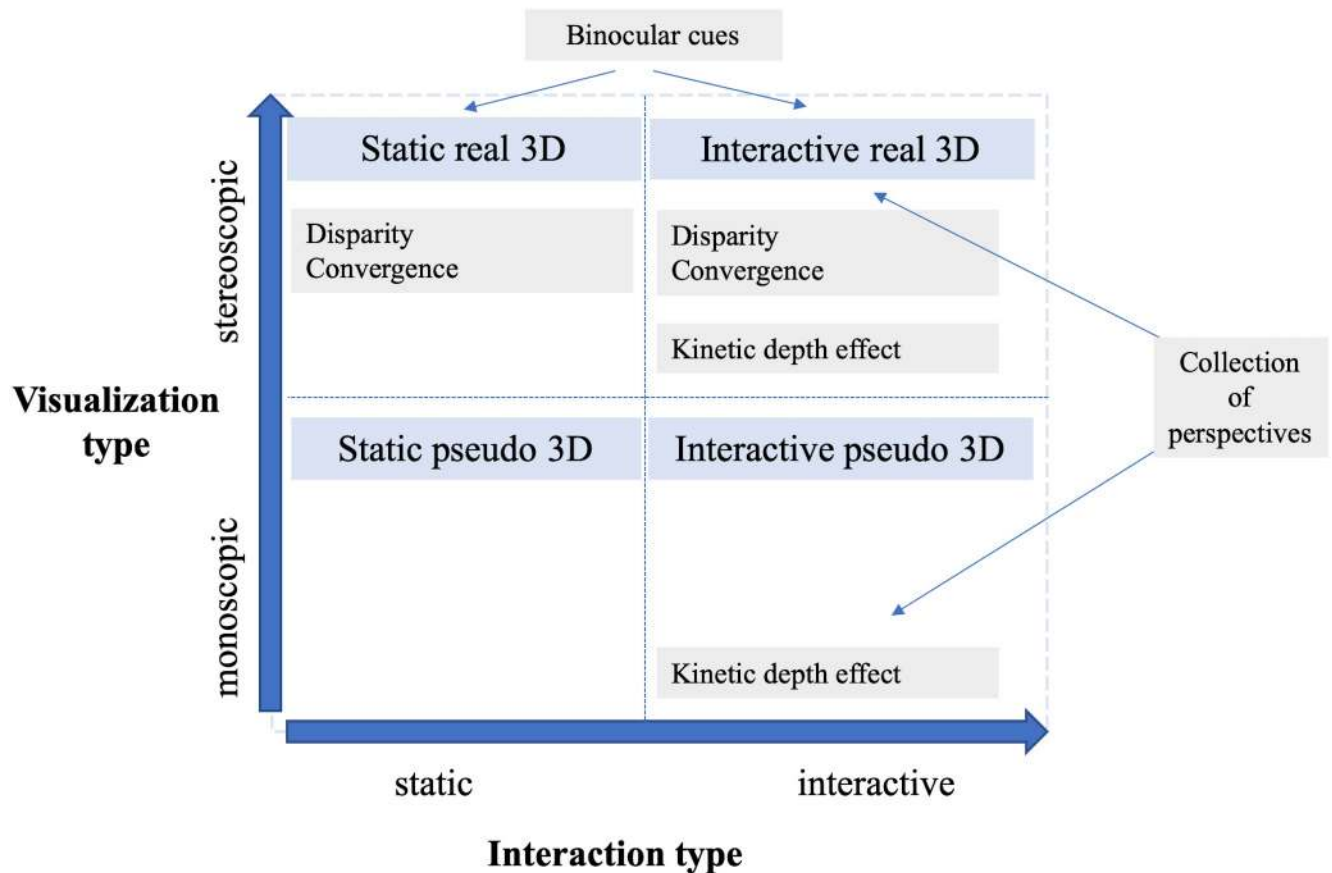 Binocular cues
Static real 3D
Interactive real 3D
Disparity
Convergence
Disparity
Convergence
Kinetic depth effect
stereoscopic
Visualization
type
Collection
of
perspectives
Static pseudo 3D
Interactive pseudo 3D
monoscopic
Kinetic depth effect
static
interactive
Interaction type